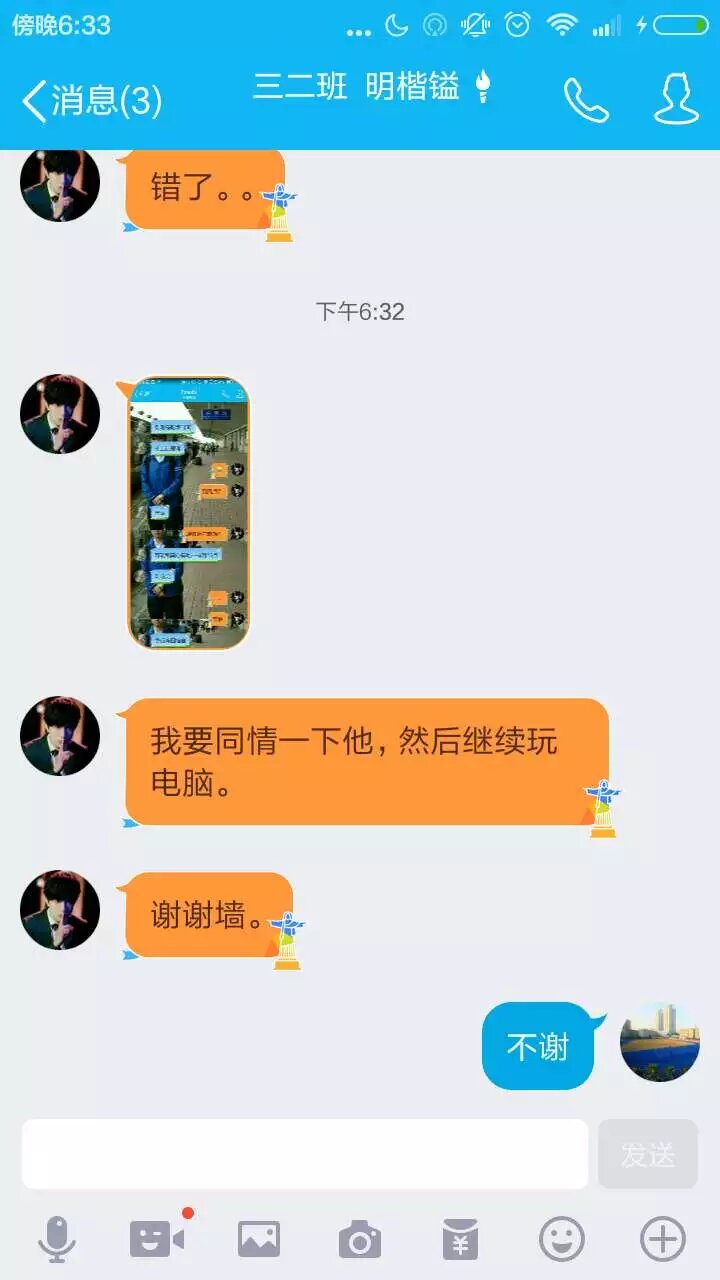 傍晚6:33
消息(3)
三二班 明楷镒
错了。。
下午6:32
我要同情一下他，然后继续玩
电脑。
谢谢墙。
不谢
发送